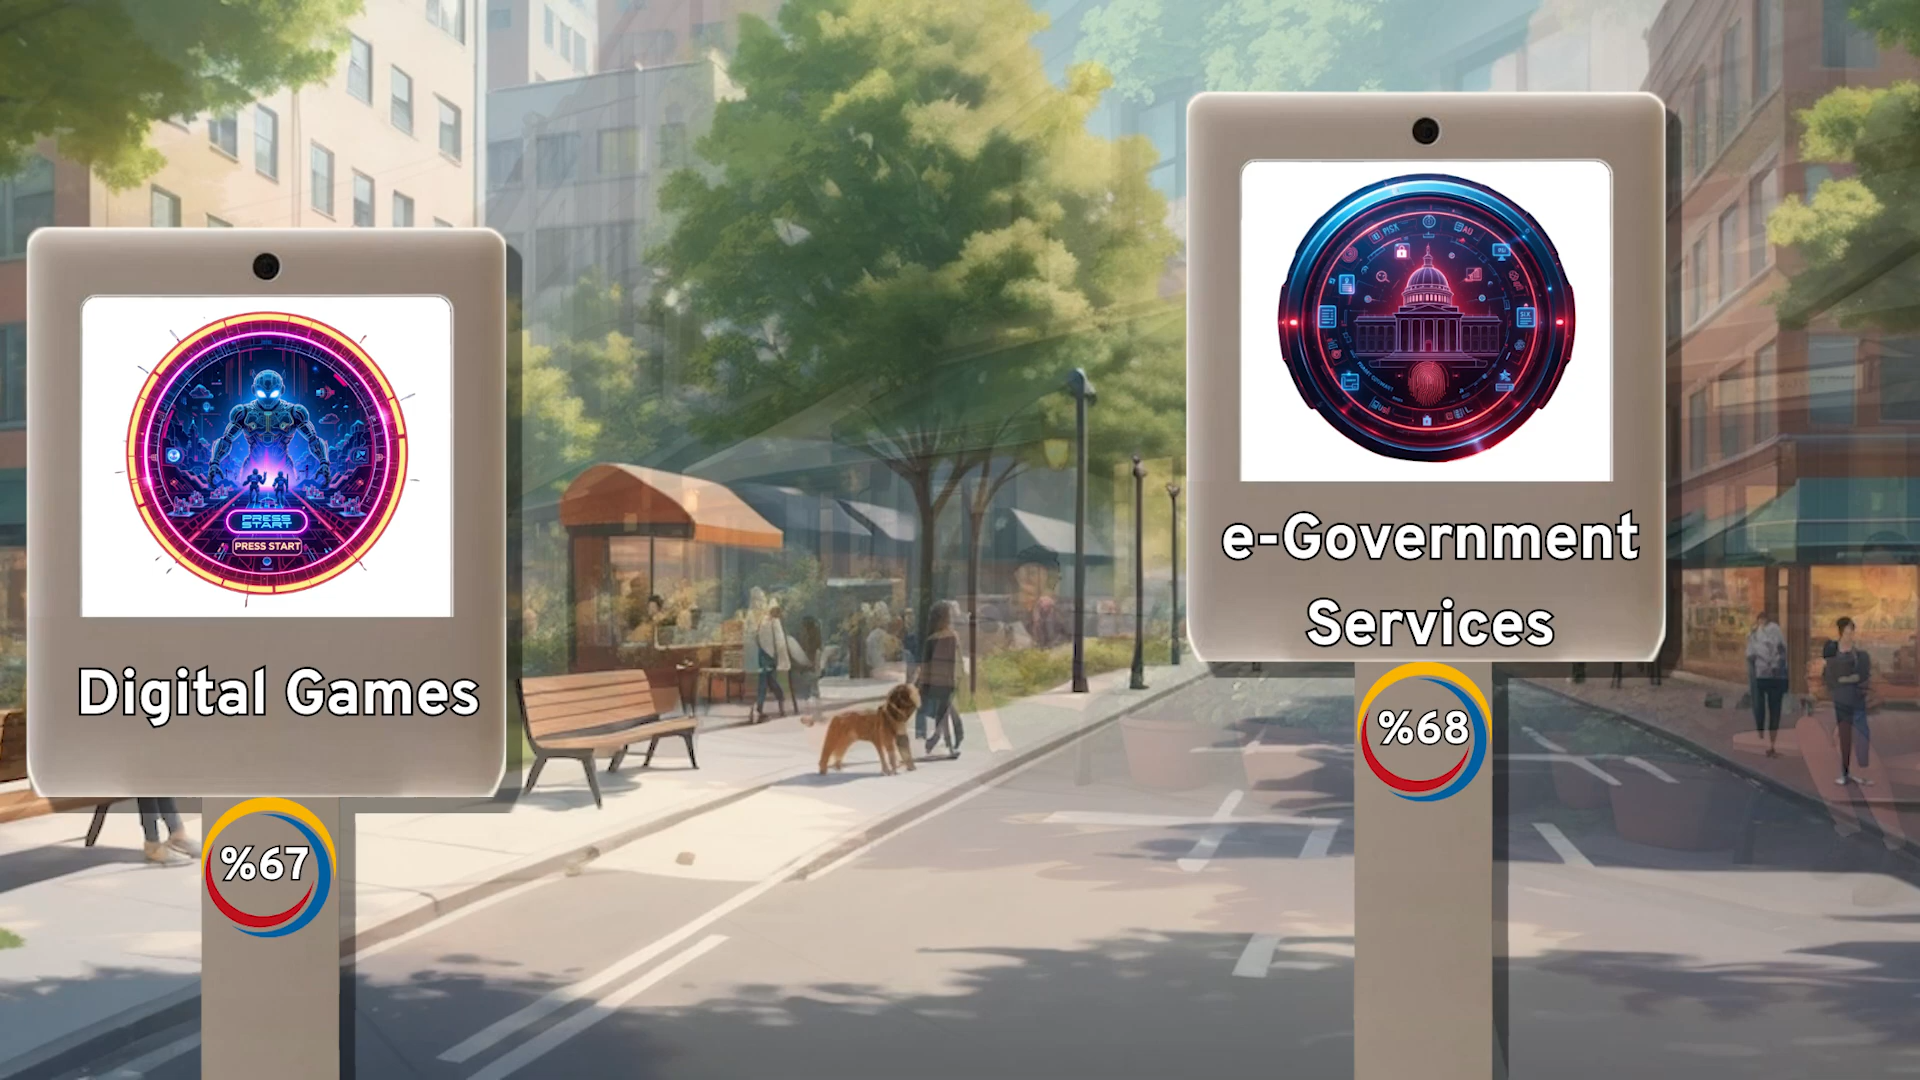 PRESS
START
PRESS START
Digital Games
%67
e-Government
Services
%68